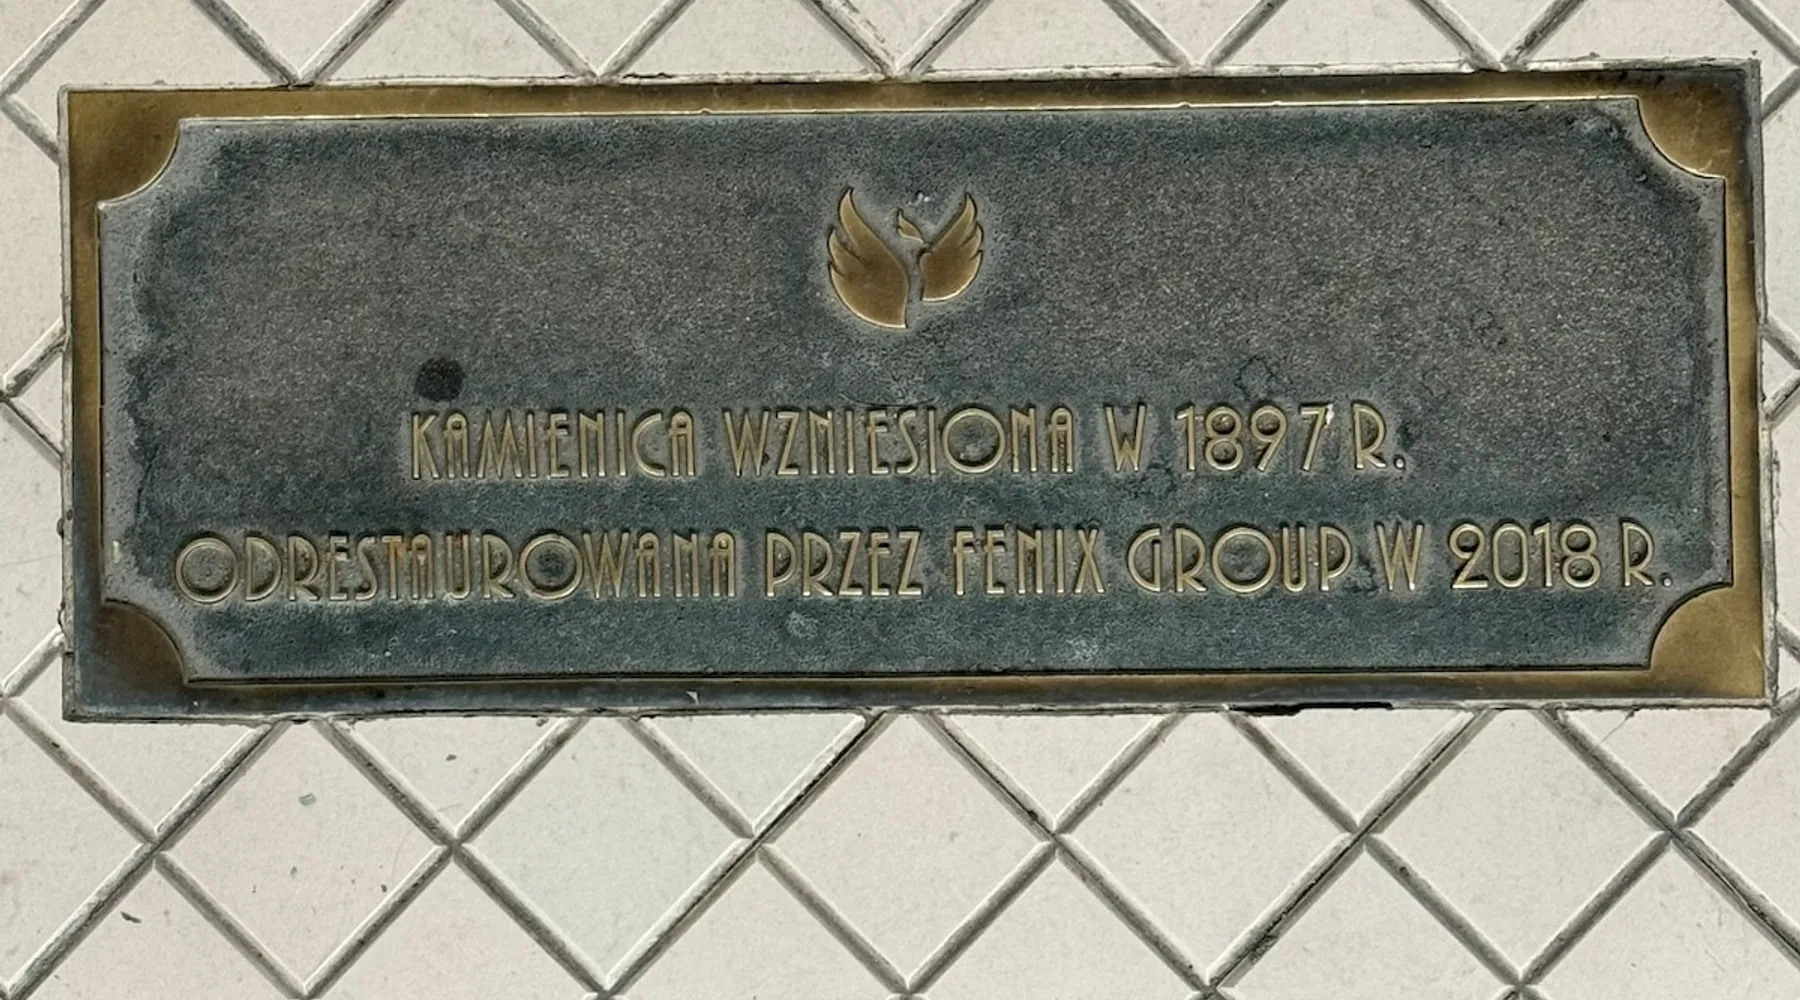 KAMIENICA WZNIESIONA W 1897 R.
ODRESTAUROWANA PRZEZ FENIX GROUP W 2018 R.